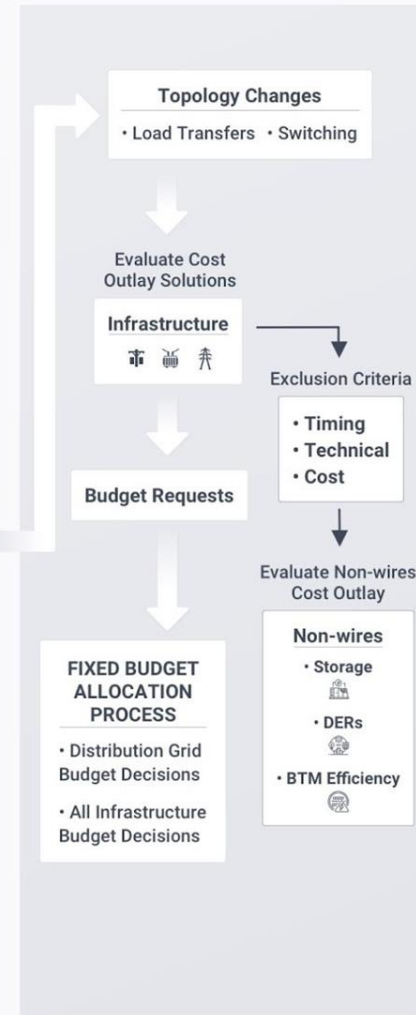 Topology Changes
• Load Transfers • Switching
Evaluate Cost
Outlay Solutions
Infrastructure
Exclusion Criteria
• Timing
• Technical
• Cost
Budget Requests
Evaluate Non-wires
Cost Outlay
Non-wires
• Storage
• DERs
• BTM Efficiency
FIXED BUDGET
ALLOCATION
PROCESS
• Distribution Grid
Budget Decisions
• All Infrastructure
Budget Decisions